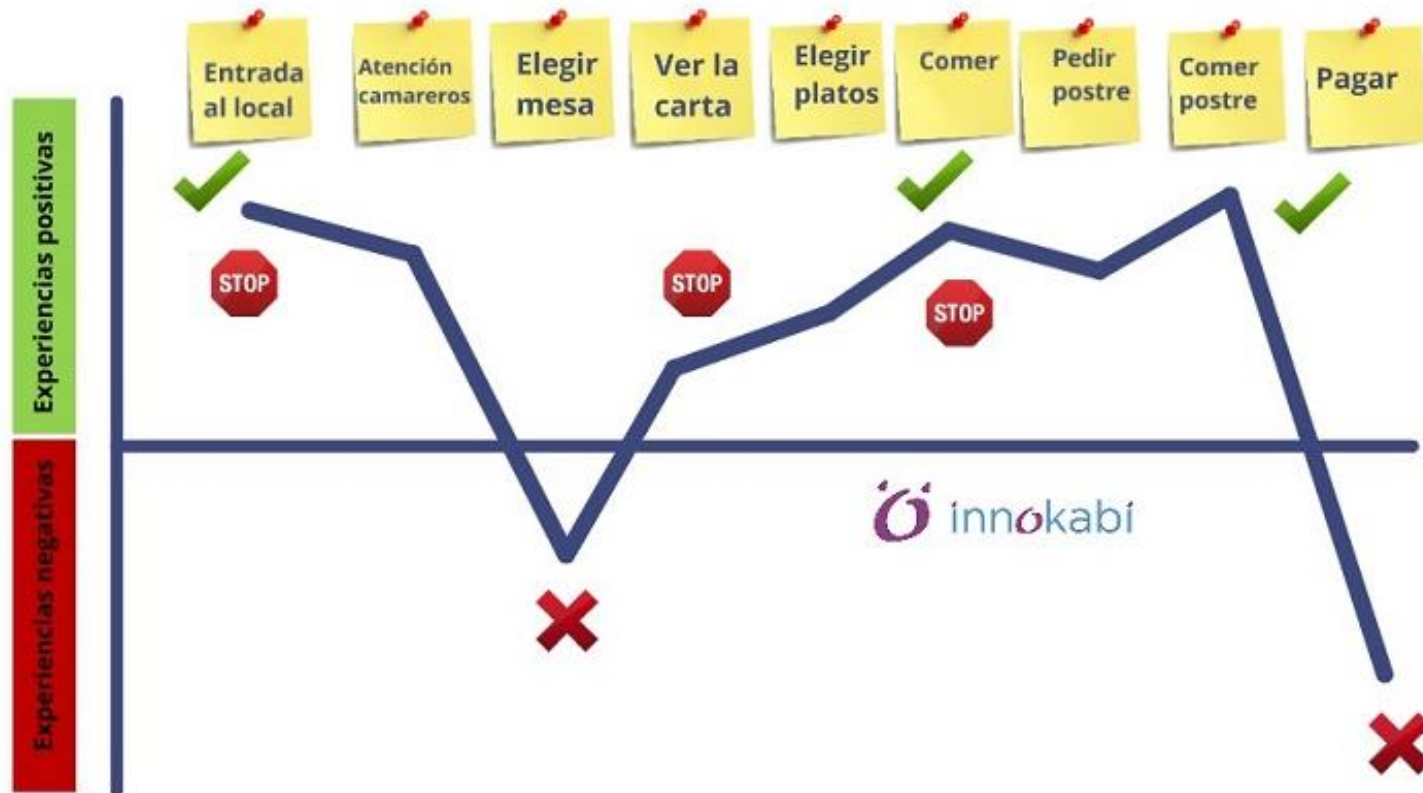 Entrada
al local
Atención
camareros
Elegir
mesa
Ver la
carta
Elegir
platos
Comer
Pedir
postre
Comer
postre
Pagar
Experiencias positivas
STOP
STOP
STOP
Experiencias negativas
innokabi